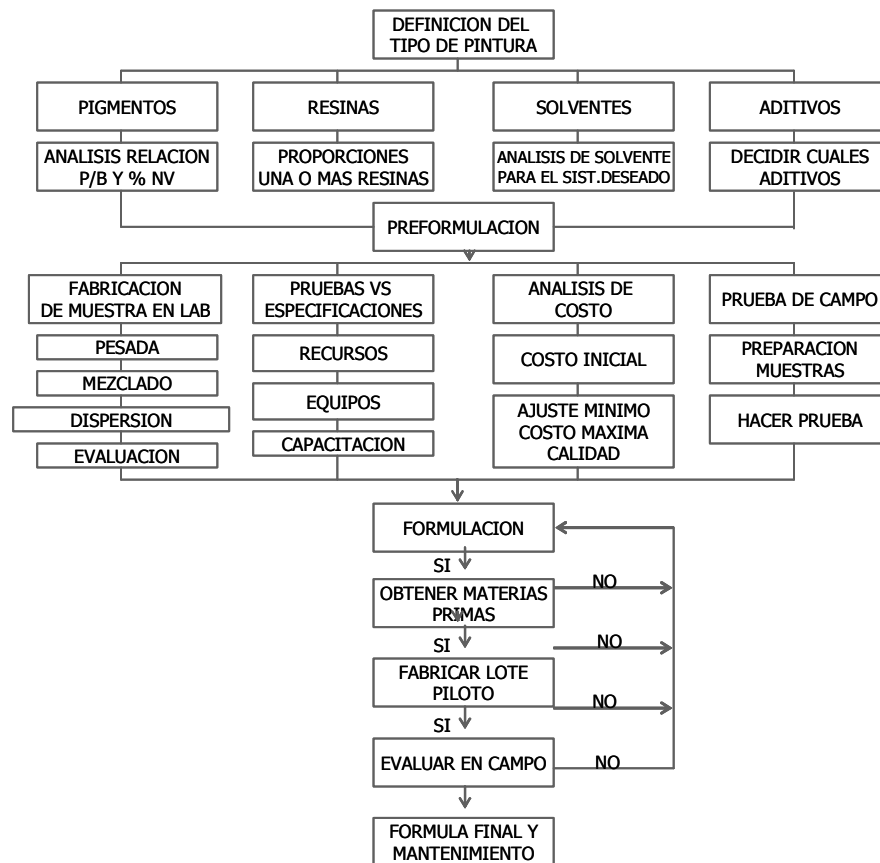 DEFINICION DEL
TIPO DE PINTURA
PIGMENTOS
RESINAS
SOLVENTES
ADITIVOS
ANALISIS RELACION
P/B Y % NV
PROPORCIONES
UNA O MAS RESINAS
ANALISIS DE SOLVENTE
PARA EL SIST.DESEADO
DECIDIR CUALES
ADITIVOS
PREFORMULACION
FABRICACION
DE MUESTRA EN LAB
PRUEBAS VS
ESPECIFICACIONES
ANALISIS DE
COSTO
PRUEBA DE CAMPO
PESADA
MEZCLADO
DISPERSION
EVALUACION
RECURSOS
EQUIPOS
CAPACITACION
COSTO INICIAL
AJUSTE MINIMO
COSTO MAXIMA
CALIDAD
PREPARACION
MUESTRAS
HACER PRUEBA
FORMULACION
SI
OBTENER MATERIAS
PRIMAS
NO
SI
NO
FABRICAR LOTE
PILOTO
NO
SI
EVALUAR EN CAMPO
NO
FORMULA FINAL Y
MANTENIMIENTO